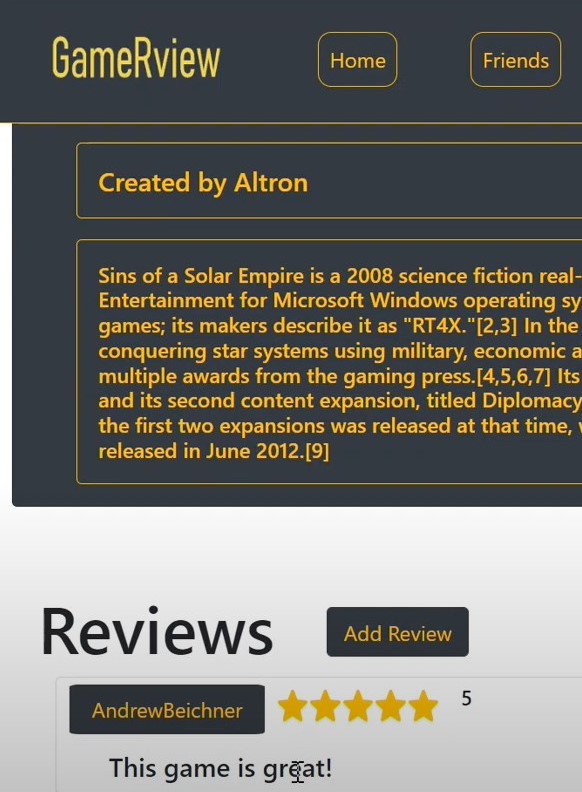 GameRview
Home
Friends
Created by Altron
Sins of a Solar Empire is a 2008 science fiction real-
Entertainment for Microsoft Windows operating sy
games; its makers describe it as "RT4X."[2,3] In the
conquering star systems using military, economic a
multiple awards from the gaming press.[4,5,6,7] Its
and its second content expansion, titled Diplomacy
the first two expansions was released at that time, w
released in June 2012.[9]
Reviews
Add Review
AndrewBeichner
5
This game is great!